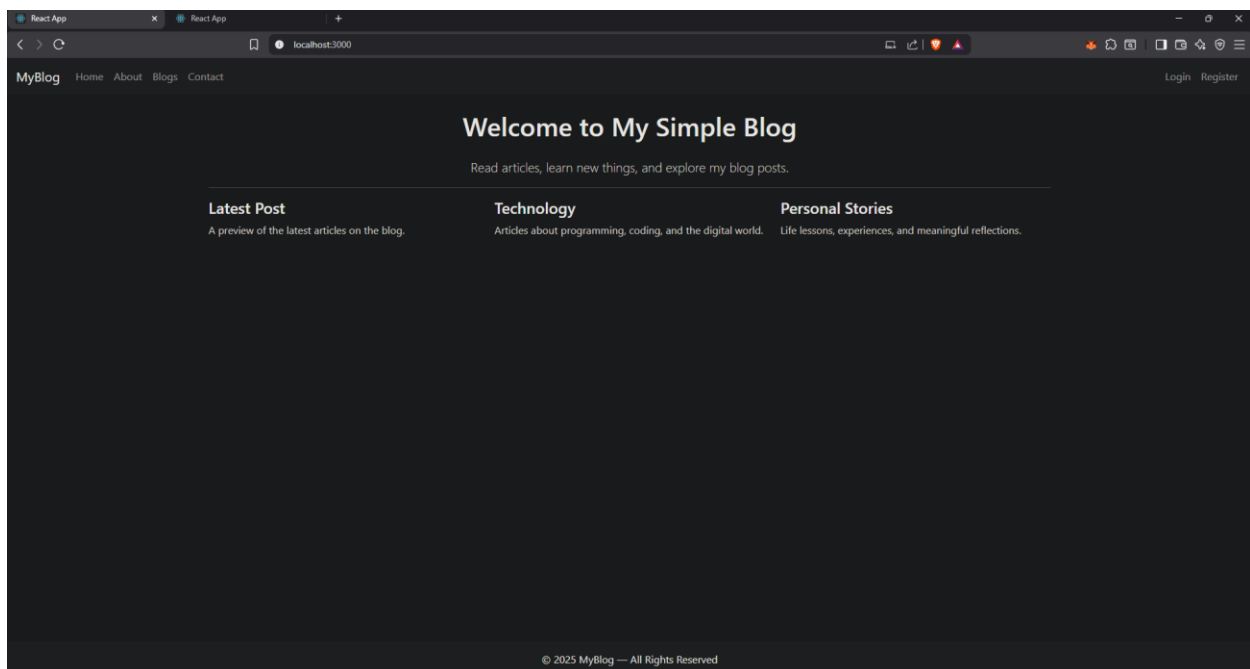 React App
React App
localhost:3000
MyBlog Home About Blogs Contact Login Register
Welcome to My Simple Blog
Read articles, learn new things, and explore my blog posts.
Latest Post
A preview of the latest articles on the blog.
Technology
Articles about programming, coding, and the digital world.
Personal Stories
Life lessons, experiences, and meaningful reflections.
© 2025 MyBlog — All Rights Reserved